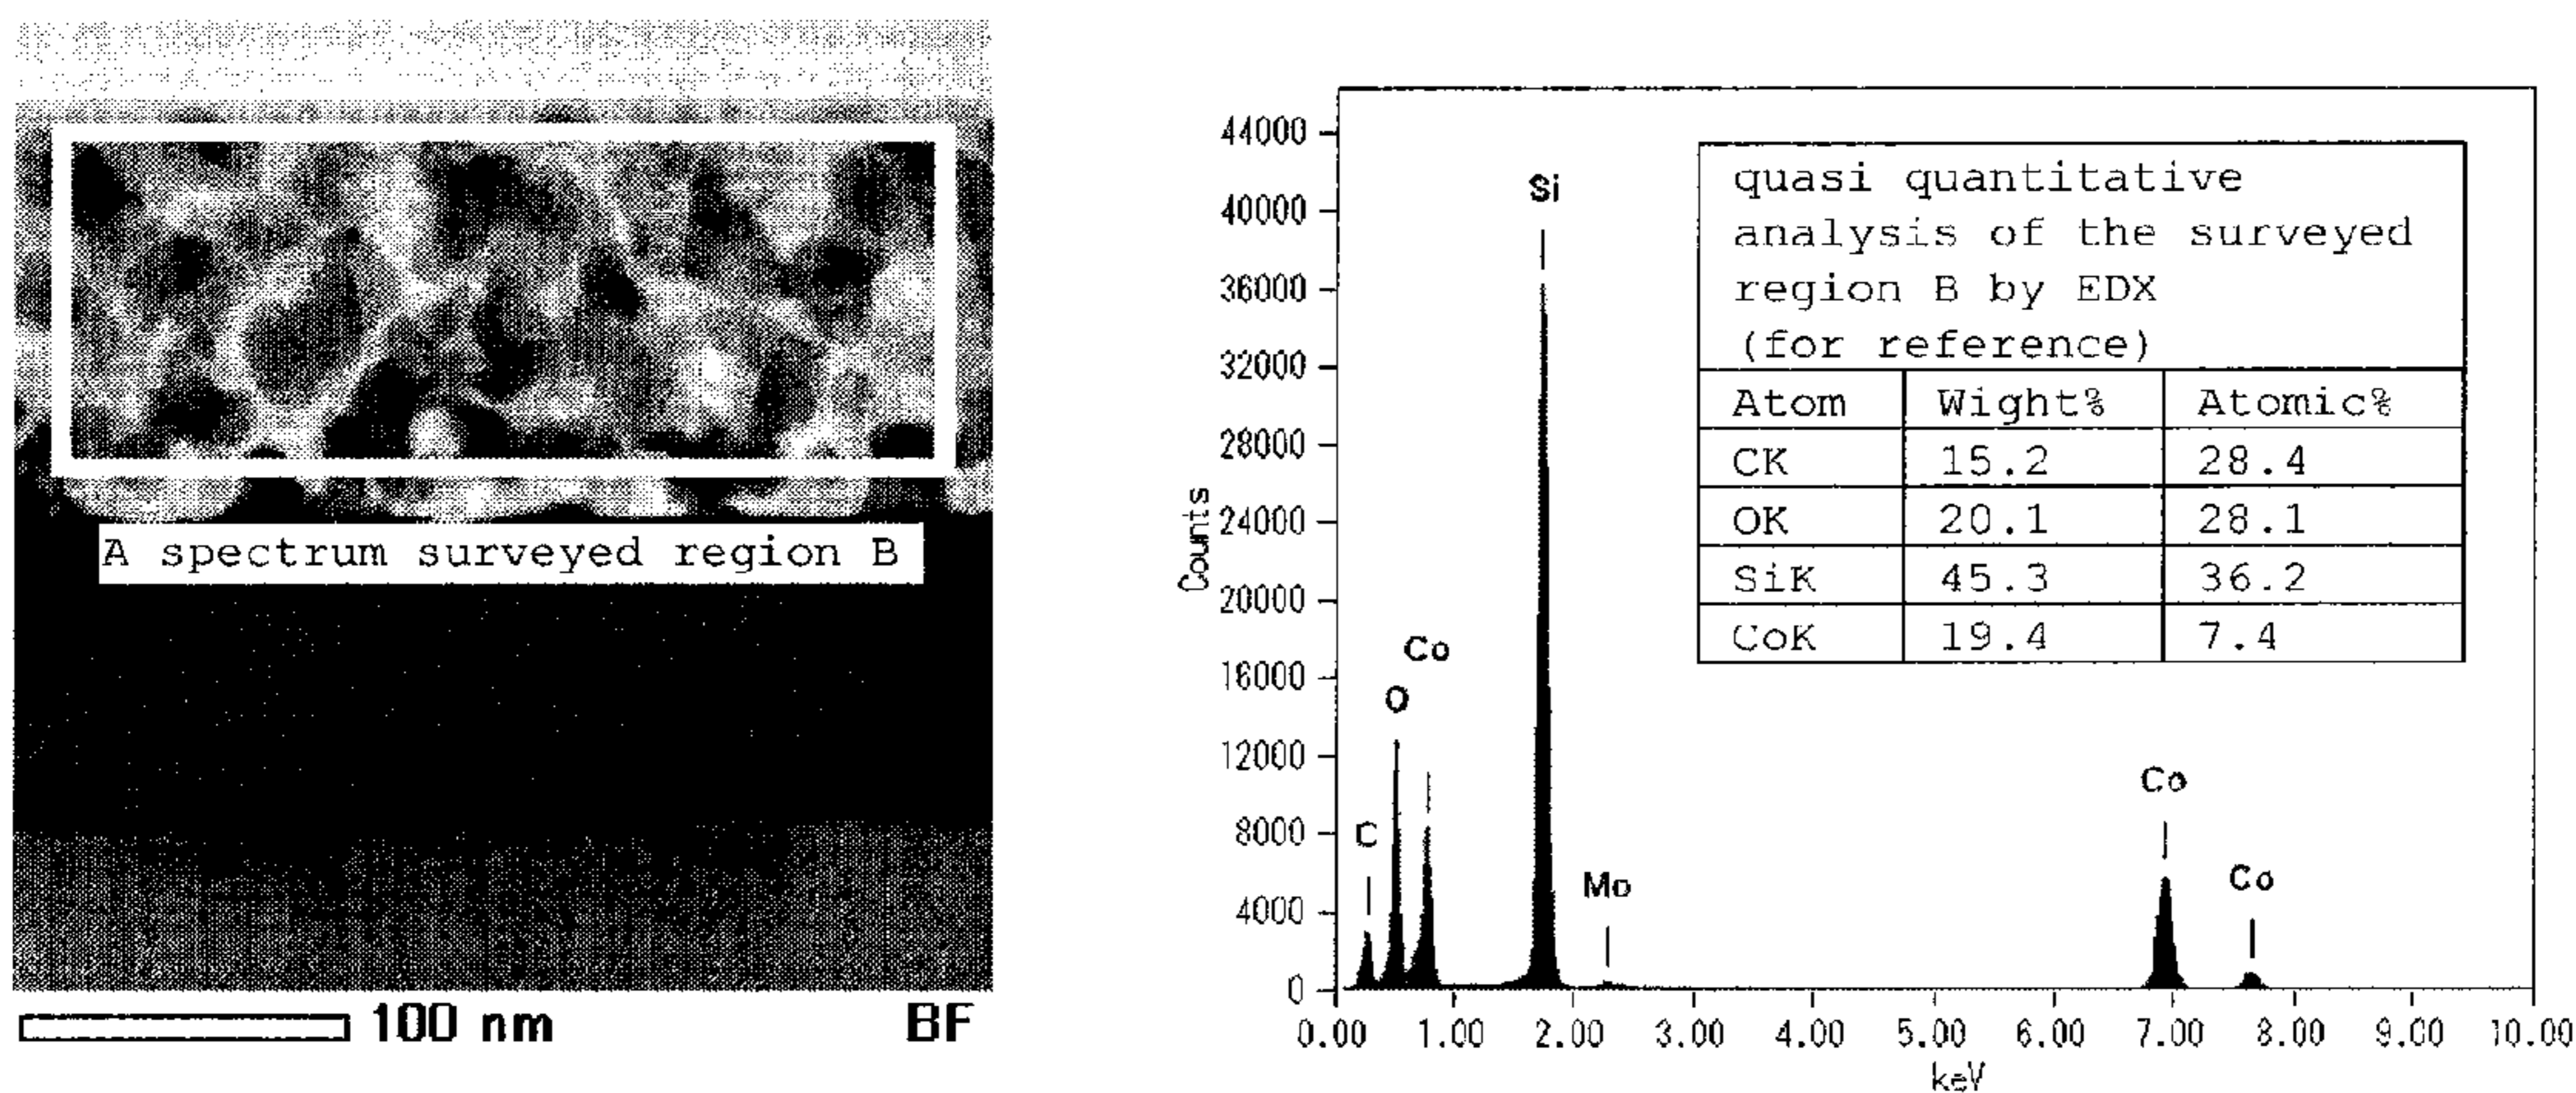 A spectrum surveyed region B
100 nm
BF
44000
40000
36000
32000
28000
24000
20000
16000
12000
8000
4000
0
Counts
C
O
Co
Si
Mo
Co
Co
quasi quantitative
analysis of the surveyed
region B by EDX
(for reference)
Atom Wight% Atomic%
CK 15.2 28.4
OK 20.1 28.1
SiK 45.3 36.2
CoK 19.4 7.4
0.00 1.00 2.00 3.00 4.00 5.00 6.00 7.00 8.00 9.00 10.00
keV